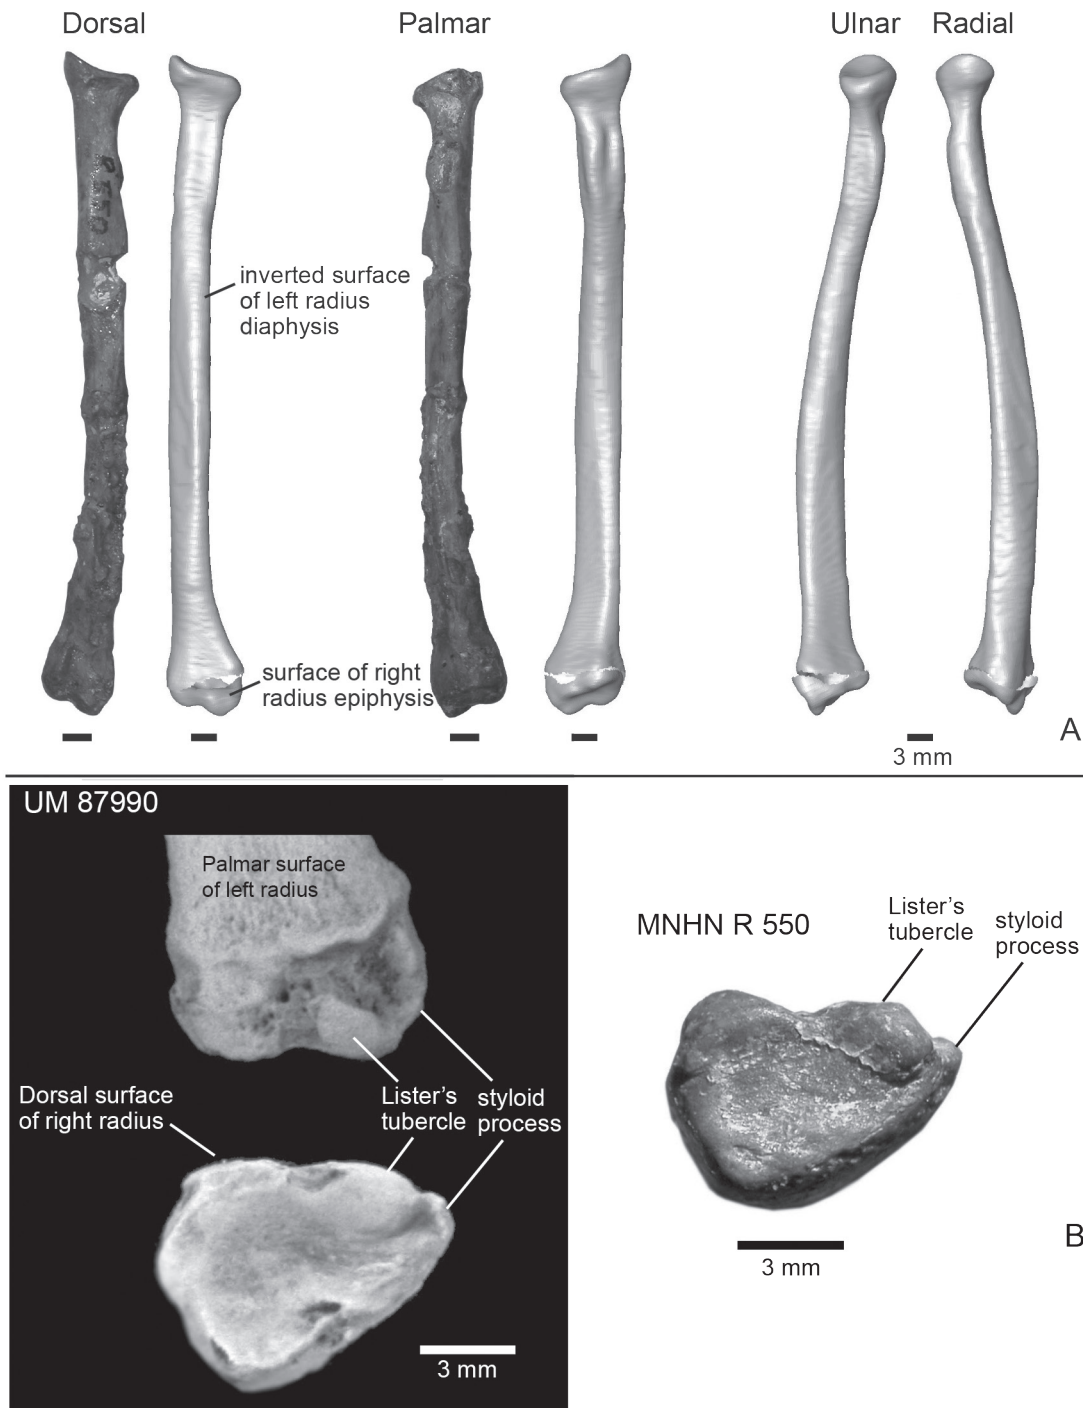 Dorsal
Palmar
Ulnar
Radial
R 550
inverted surface
of left radius
diaphysis
surface of right
radius epiphysis
3 mm
A
UM 87990
Palmar surface
of left radius
Dorsal surface
of right radius
Lister’s
tubercle
styloid
process
3 mm
MNHN R 550
Lister’s
tubercle
styloid
process
3 mm
B